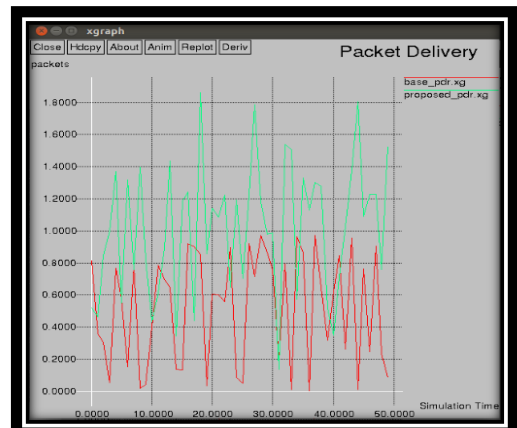 xgraph
Close Hdcpy About Anim Replot Deriv
Packet Delivery
packets
base_pdr.xg
proposed_pdr.xg
1.8000
1.6000
1.4000
1.2000
1.0000
0.8000
0.6000
0.4000
0.2000
0.0000
0.0000 10.0000 20.0000 30.0000 40.0000 50.0000
Simulation Time